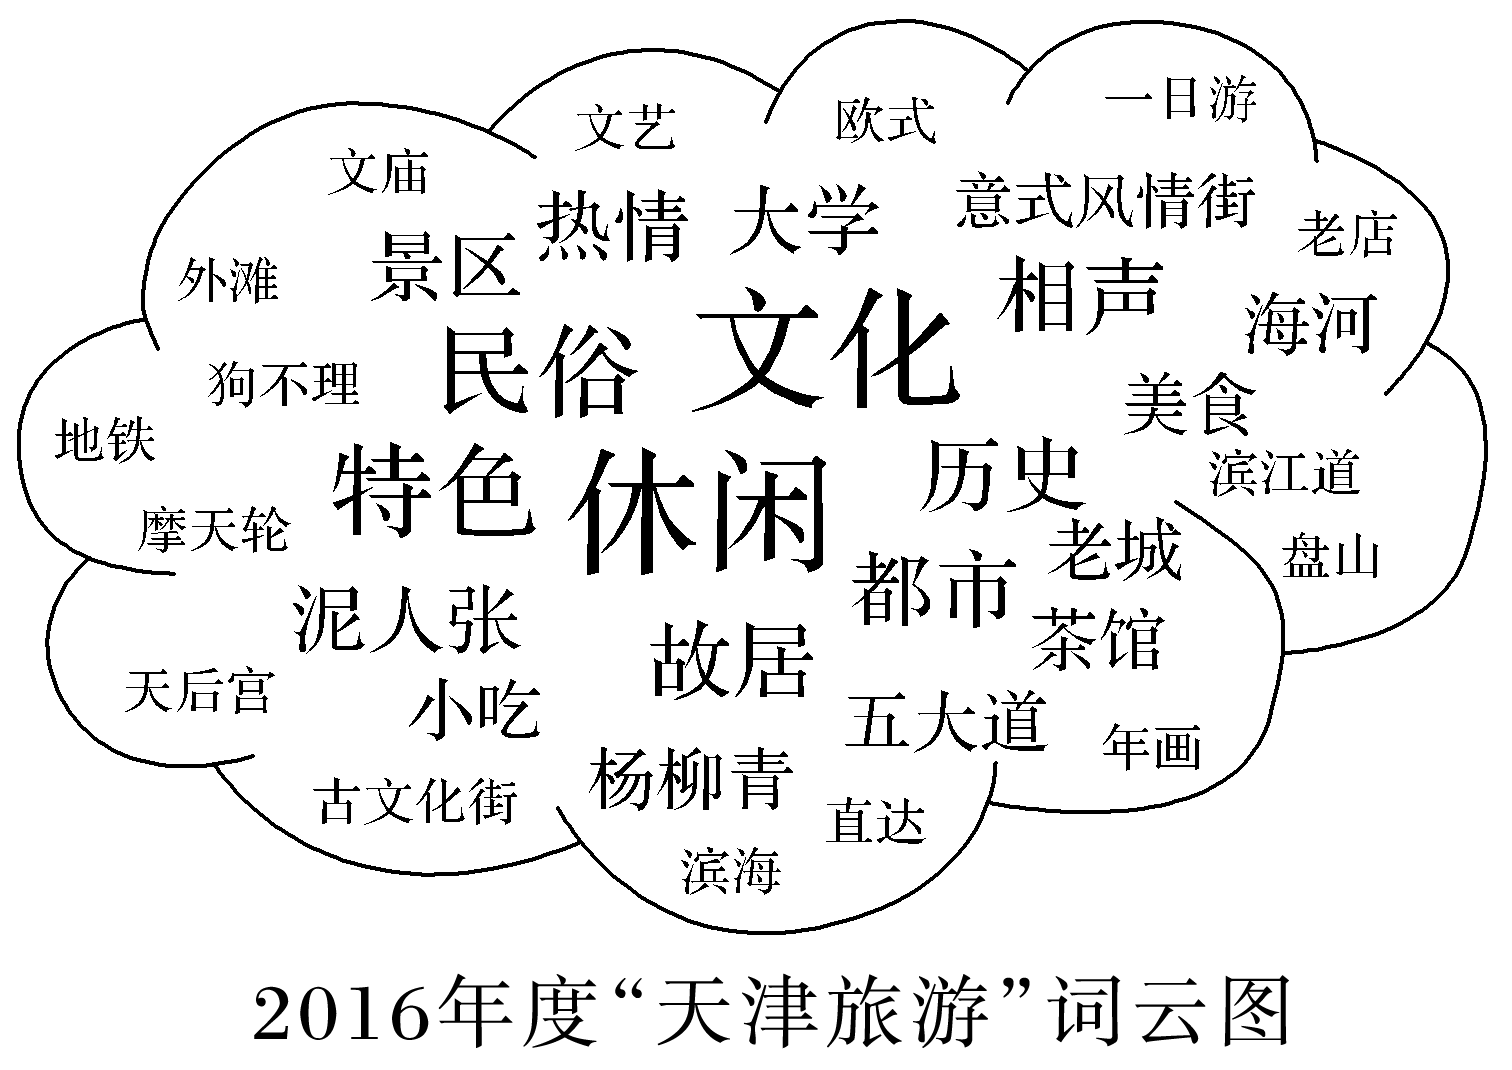 一日游
文艺
欧式
文庙
意式风情街
热情
大学
老店
景区
外滩
相声
海河
文化
民俗
狗不理
美食
地铁
滨江道
历史
特色
休闲
摩天轮
老城
盘山
都市
泥人张
茶馆
故居
天后宫
小吃
五大道
年画
杨柳青
古文化街
直达
滨海
2016年度“天津旅游”词云图